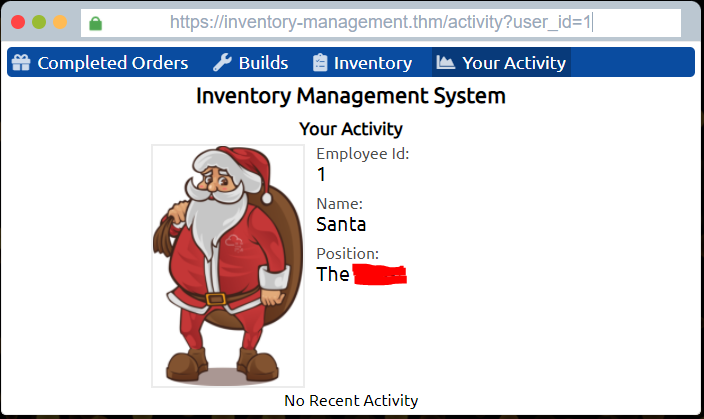 https://inventory-management.thm/activity?user_id=1
Completed Orders Builds Inventory Your Activity
Inventory Management System
Your Activity
Employee Id:
1
Name:
Santa
Position:
The
No Recent Activity